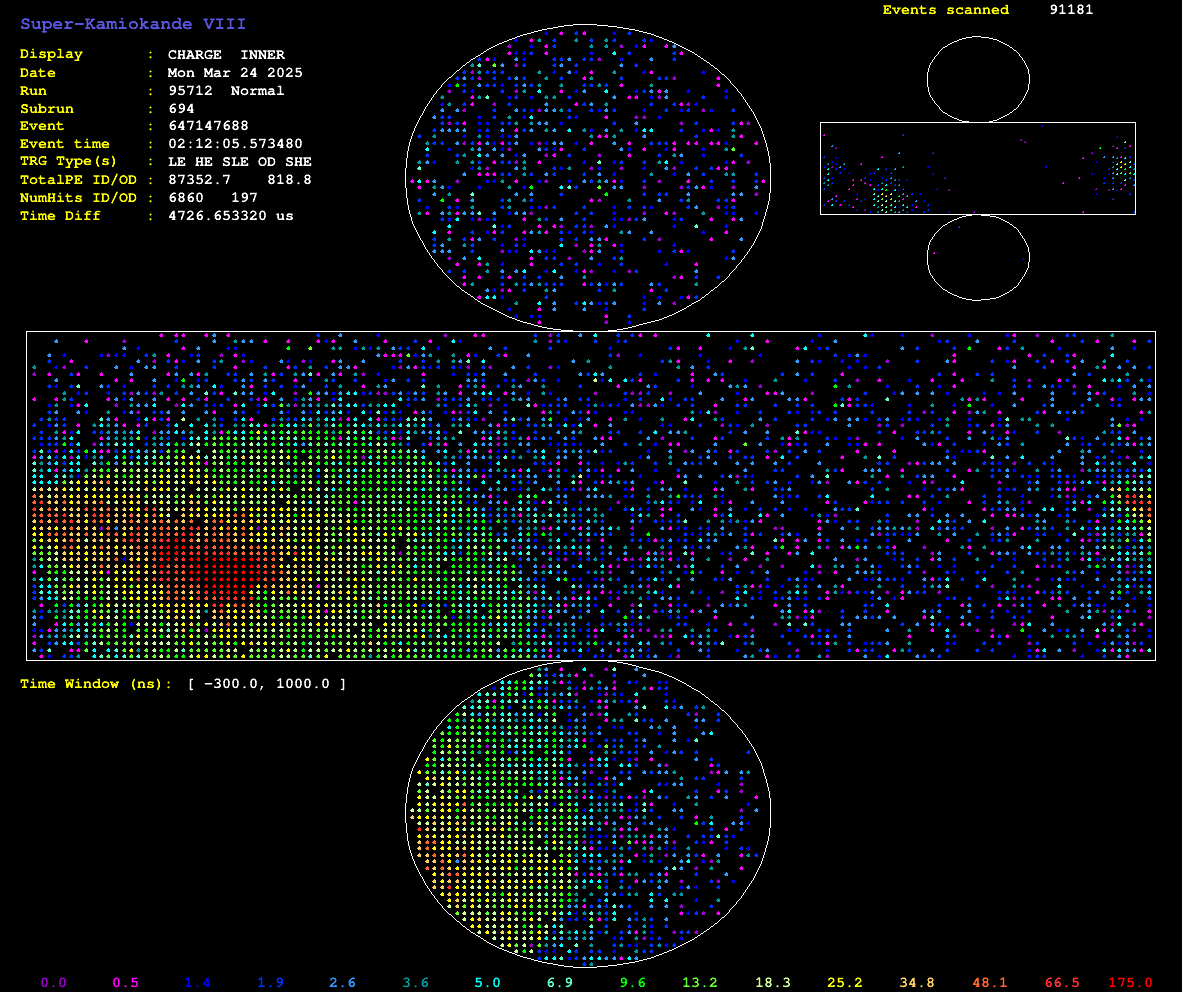 Super-Kamiokande VIII
Events scanned 91181
Display : CHARGE INNER
Date : Mon Mar 24 2025
Run : 95712 Normal
Subrun : 694
Event : 647147688
Event time : 02:12:05.573480
TRG Type(s) : LE HE SLE OD SHE
TotalPE ID/OD : 87352.7 818.8
NumHits ID/OD : 6860 197
Time Diff : 4726.653320 us
Time Window (ns): [ −300.0, 1000.0 ]
0.0 0.5 1.4 1.9 2.6 3.6 5.0 6.9 9.6 13.2 18.3 25.2 34.8 48.1 66.5 175.0